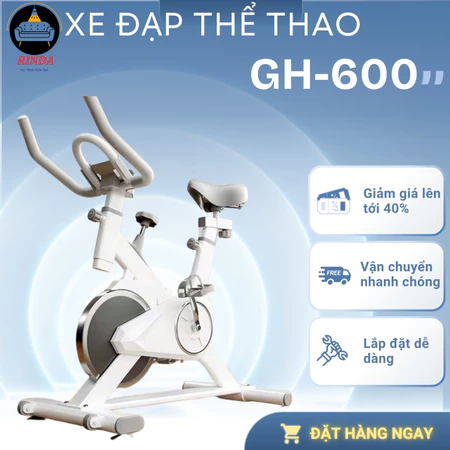 XE ĐẠP THỂ THAO
RINDA
GH-600
Giảm giá lên
tới 40%
FREE
Vận chuyển
nhanh chóng
Lắp đặt dễ
dàng
ĐẶT HÀNG NGAY